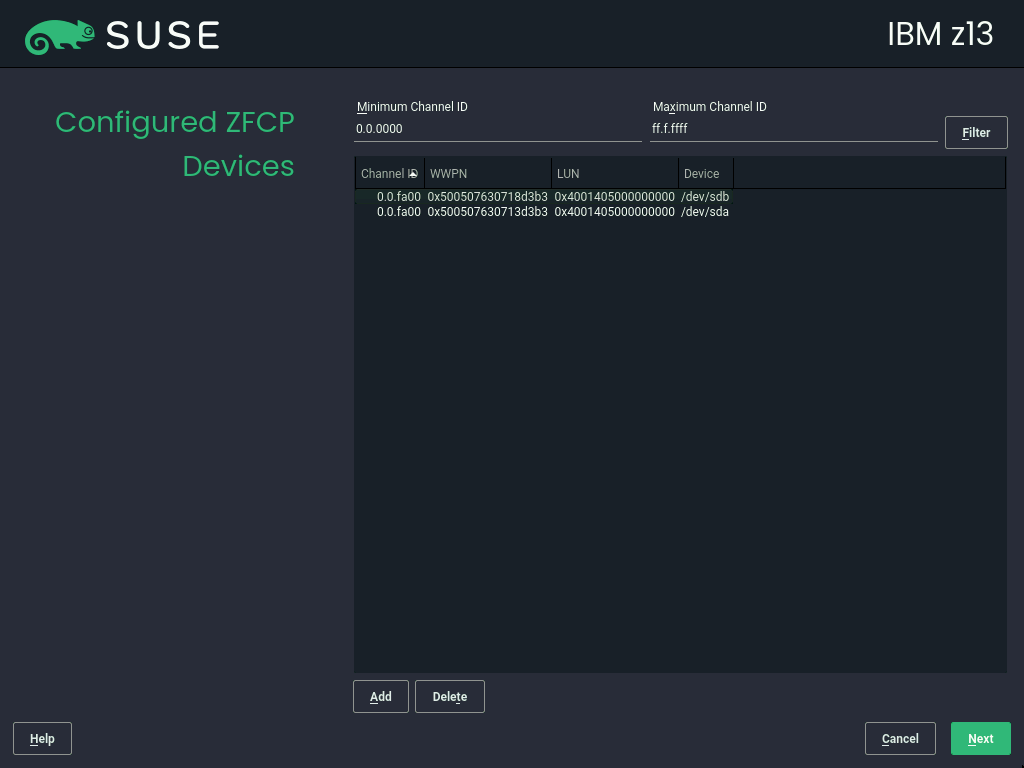 SUSE
IBM z13
Configured ZFCP
Devices
Minimum Channel ID
Maximum Channel ID
0.0.0000
ff.f.ffff
Filter
Channel ID WWPN LUN Device
0.0.fa00 0x500507630718d3b3 0x4001405000000000 /dev/sdb
0.0.fa00 0x500507630713d3b3 0x4001405000000000 /dev/sda
Add
Delete
Help
Cancel
Next